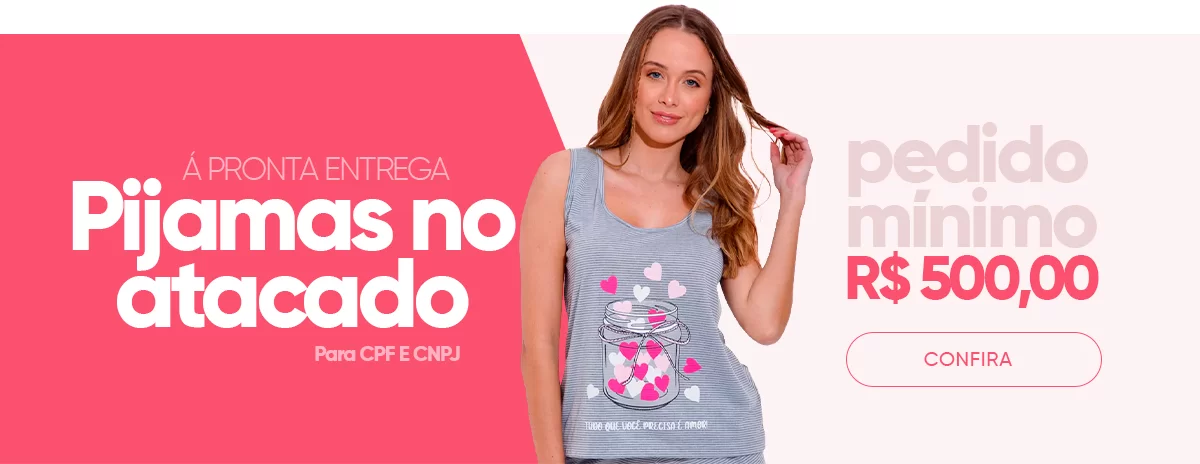 Á PRONTA ENTREGA
Pijamas no
atacado
Para CPF E CNPJ
TUDO QUE VOCÊ PRECISA É AMOR!
pedido
mínimo
R$ 500,00
CONFIRA